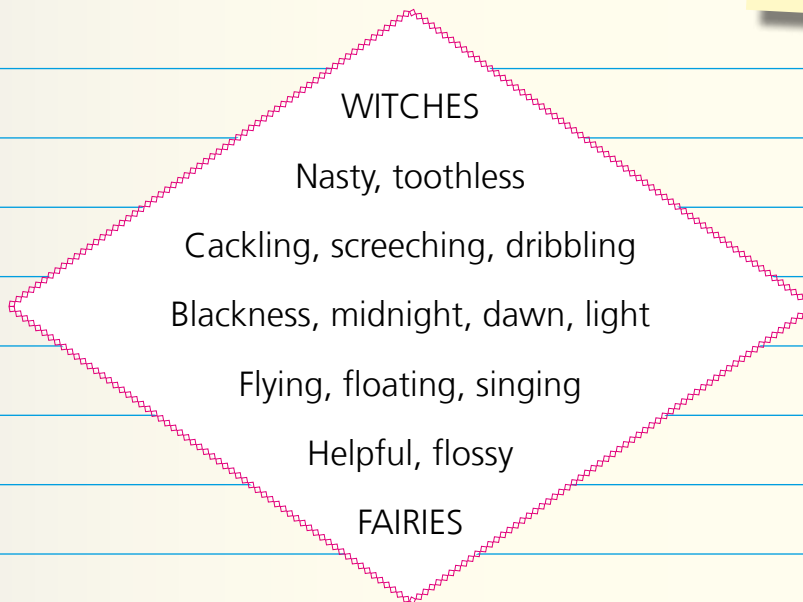 WITCHES
Nasty, toothless
Cackling, screeching, dribbling
Blackness, midnight, dawn, light
Flying, floating, singing
Helpful, flossy
FAIRIES